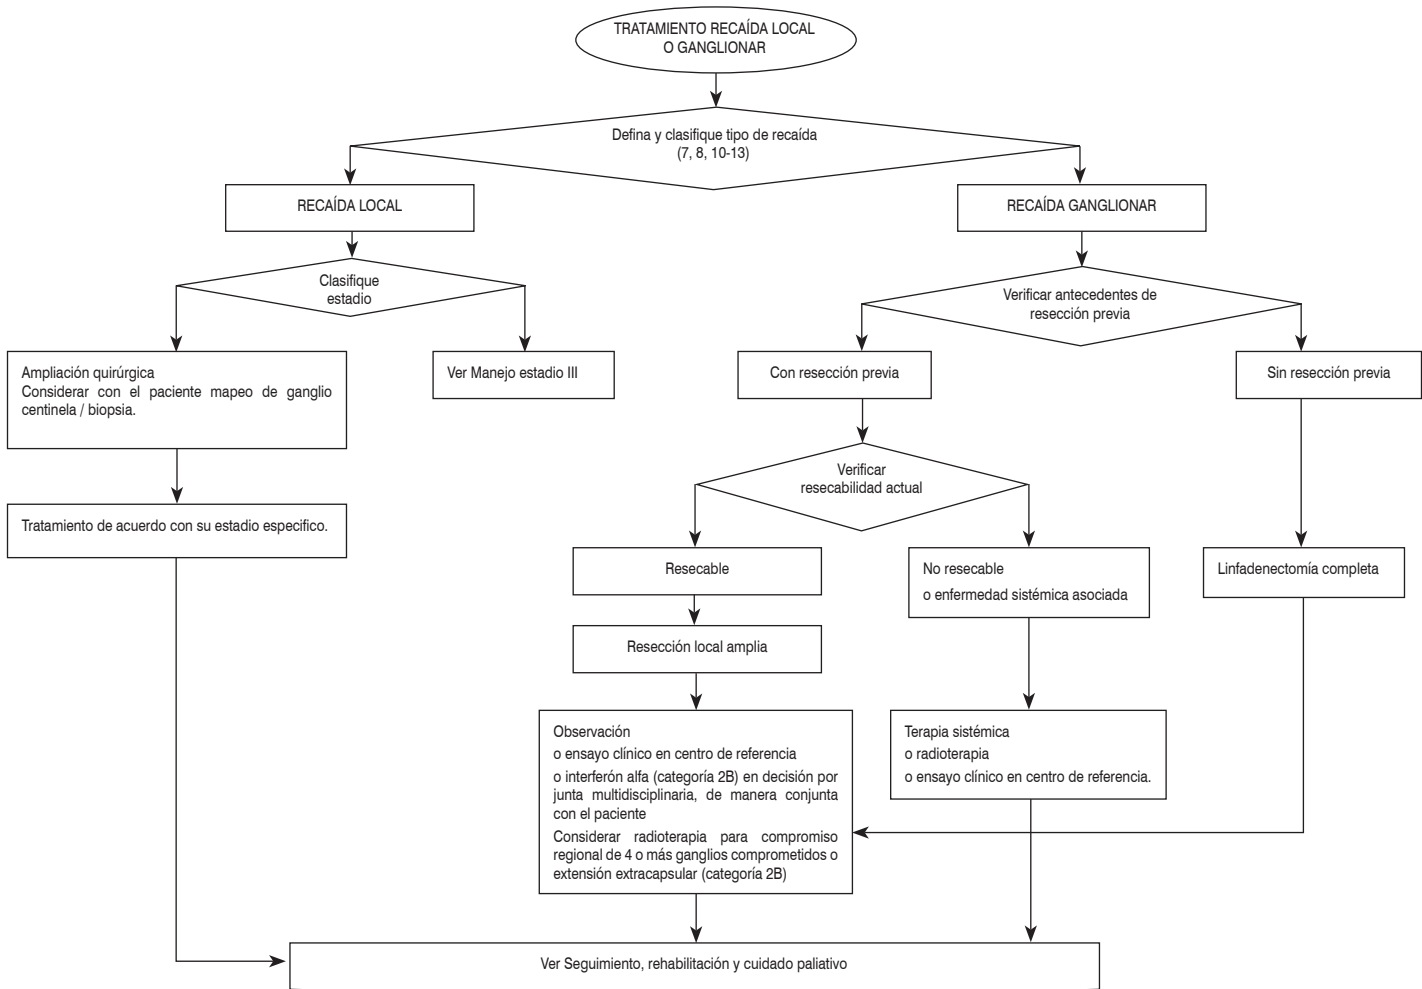 TRATAMIENTO RECAÍDA LOCAL
O GANGLIONAR
Defina y clasifique tipo de recaída
(7, 8, 10-13)
RECAÍDA LOCAL
RECAÍDA GANGLIONAR
Clasifique
estadio
Verificar antecedentes de
resección previa
Ampliación quirúrgica
Considerar con el paciente mapeo de ganglio
centinela / biopsia.
Ver Manejo estadio III
Con resección previa
Sin resección previa
Verificar
resecabilidad actual
Tratamiento de acuerdo con su estadio especifico.
Resecable
No resecable
o enfermedad sistémica asociada
Linfadenectomía completa
Resección local amplia
Observación
o ensayo clínico en centro de referencia
o interferón alfa (categoría 2B) en decisión por
junta multidisciplinaria, de manera conjunta
con el paciente
Considerar radioterapia para compromiso
regional de 4 o más ganglios comprometidos o
extensión extracapsular (categoría 2B)
Terapia sistémica
o radioterapia
o ensayo clínico en centro de referencia.
Ver Seguimiento, rehabilitación y cuidado paliativo